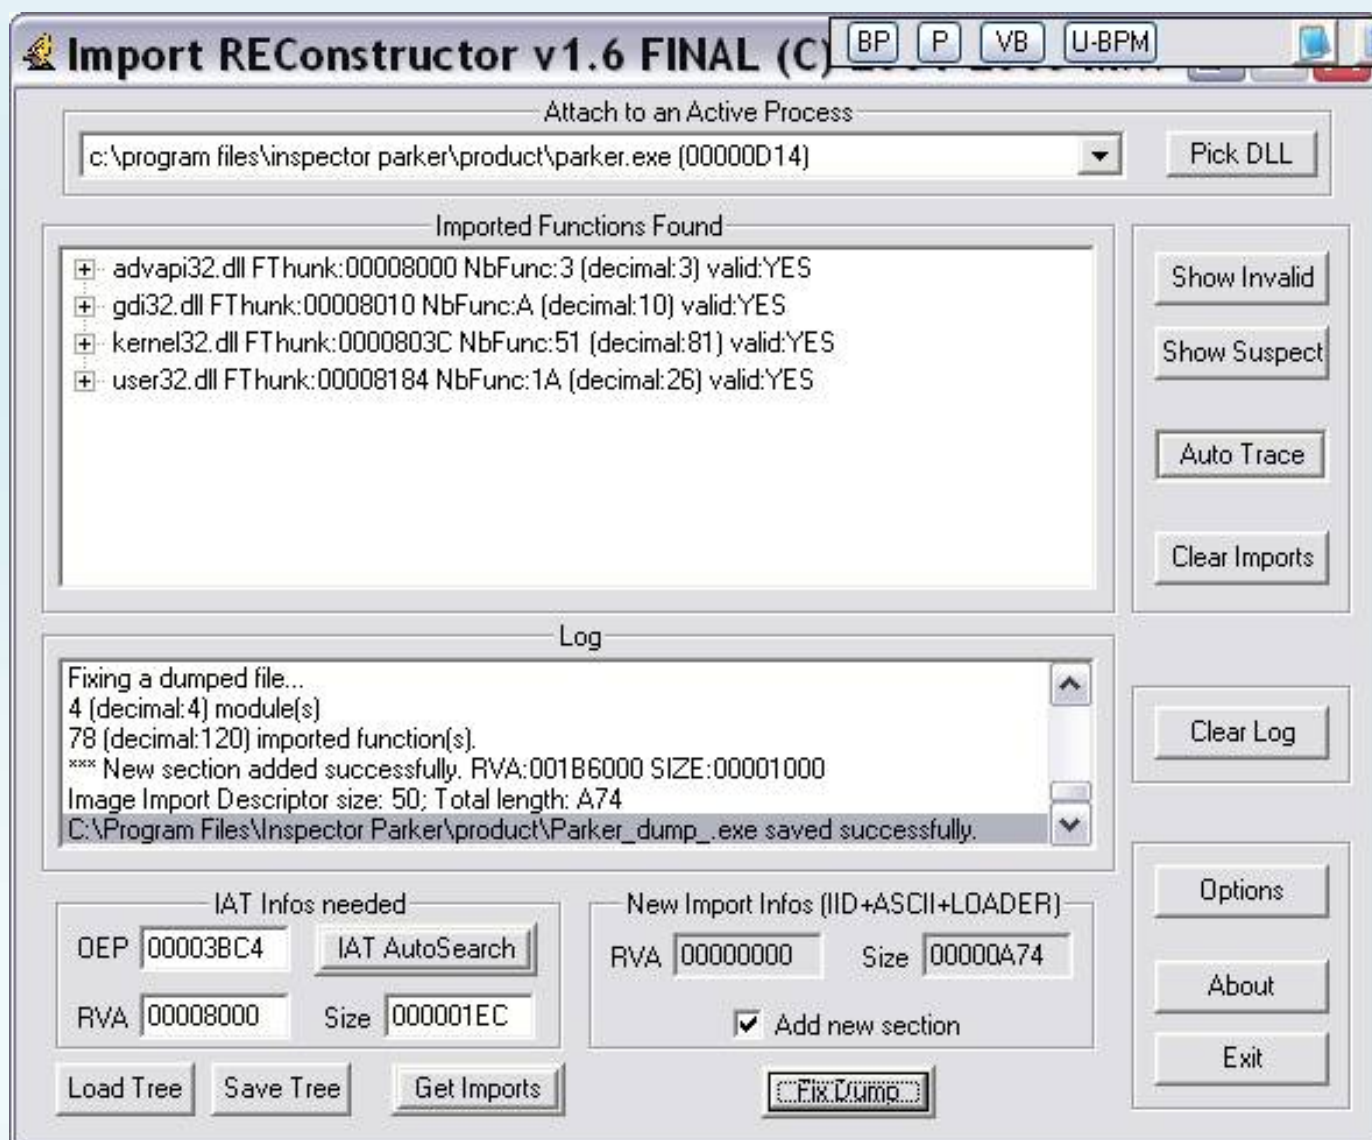 Import REConstructor v1.6 FINAL (C)
BP P VB U-BPM
Attach to an Active Process
c:\program files\inspector parker\product\parker.exe (00000D14)
Pick DLL
Imported Functions Found
advapi32.dll FThunk:00008000 NbFunc:3 (decimal:3) valid:YES
gdi32.dll FThunk:00008010 NbFunc:A (decimal:10) valid:YES
kernel32.dll FThunk:0000803C NbFunc:51 (decimal:81) valid:YES
user32.dll FThunk:00008184 NbFunc:1A (decimal:26) valid:YES
Show Invalid
Show Suspect
Auto Trace
Clear Imports
Log
Fixing a dumped file...
4 (decimal:4) module(s)
78 (decimal:120) imported function(s).
*** New section added successfully. RVA:001B6000 SIZE:00001000
Image Import Descriptor size: 50; Total length: A74
C:\Program Files\Inspector Parker\product\Parker_dump_.exe saved successfully.
Clear Log
IAT Infos needed
OEP 00003BC4 IAT AutoSearch
RVA 00008000 Size 000001EC
New Import Infos (IID+ASCII+LOADER)
RVA 00000000 Size 00000A74
Add new section
Options
About
Exit
Load Tree Save Tree Get Imports Fix Dump